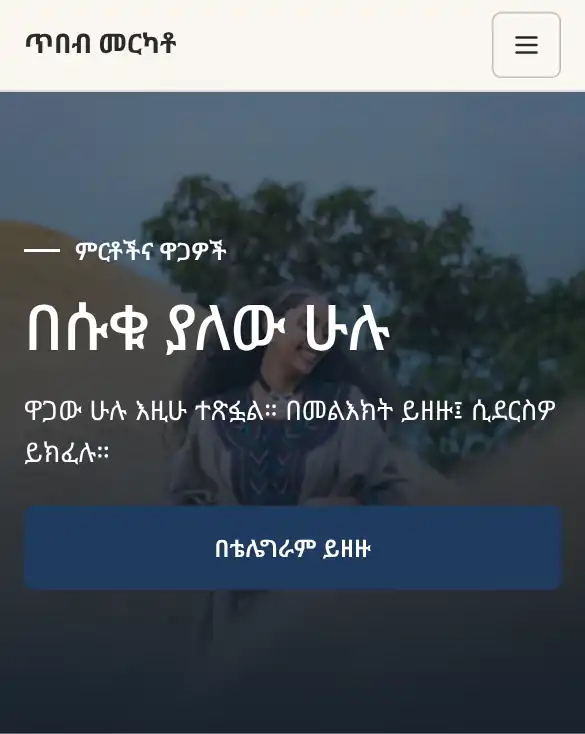 ጥበብ መርካቶ
ምርቶችና ዋጋዎች
በሱቁ ያለው ሁሉ
ዋጋው ሁሉ እዚሁ ተጽፏል። በመልእክት ይዘዙ፤ ሲደርስዎ
ይክፈሉ።
በቴሌግራም ይዘዙ